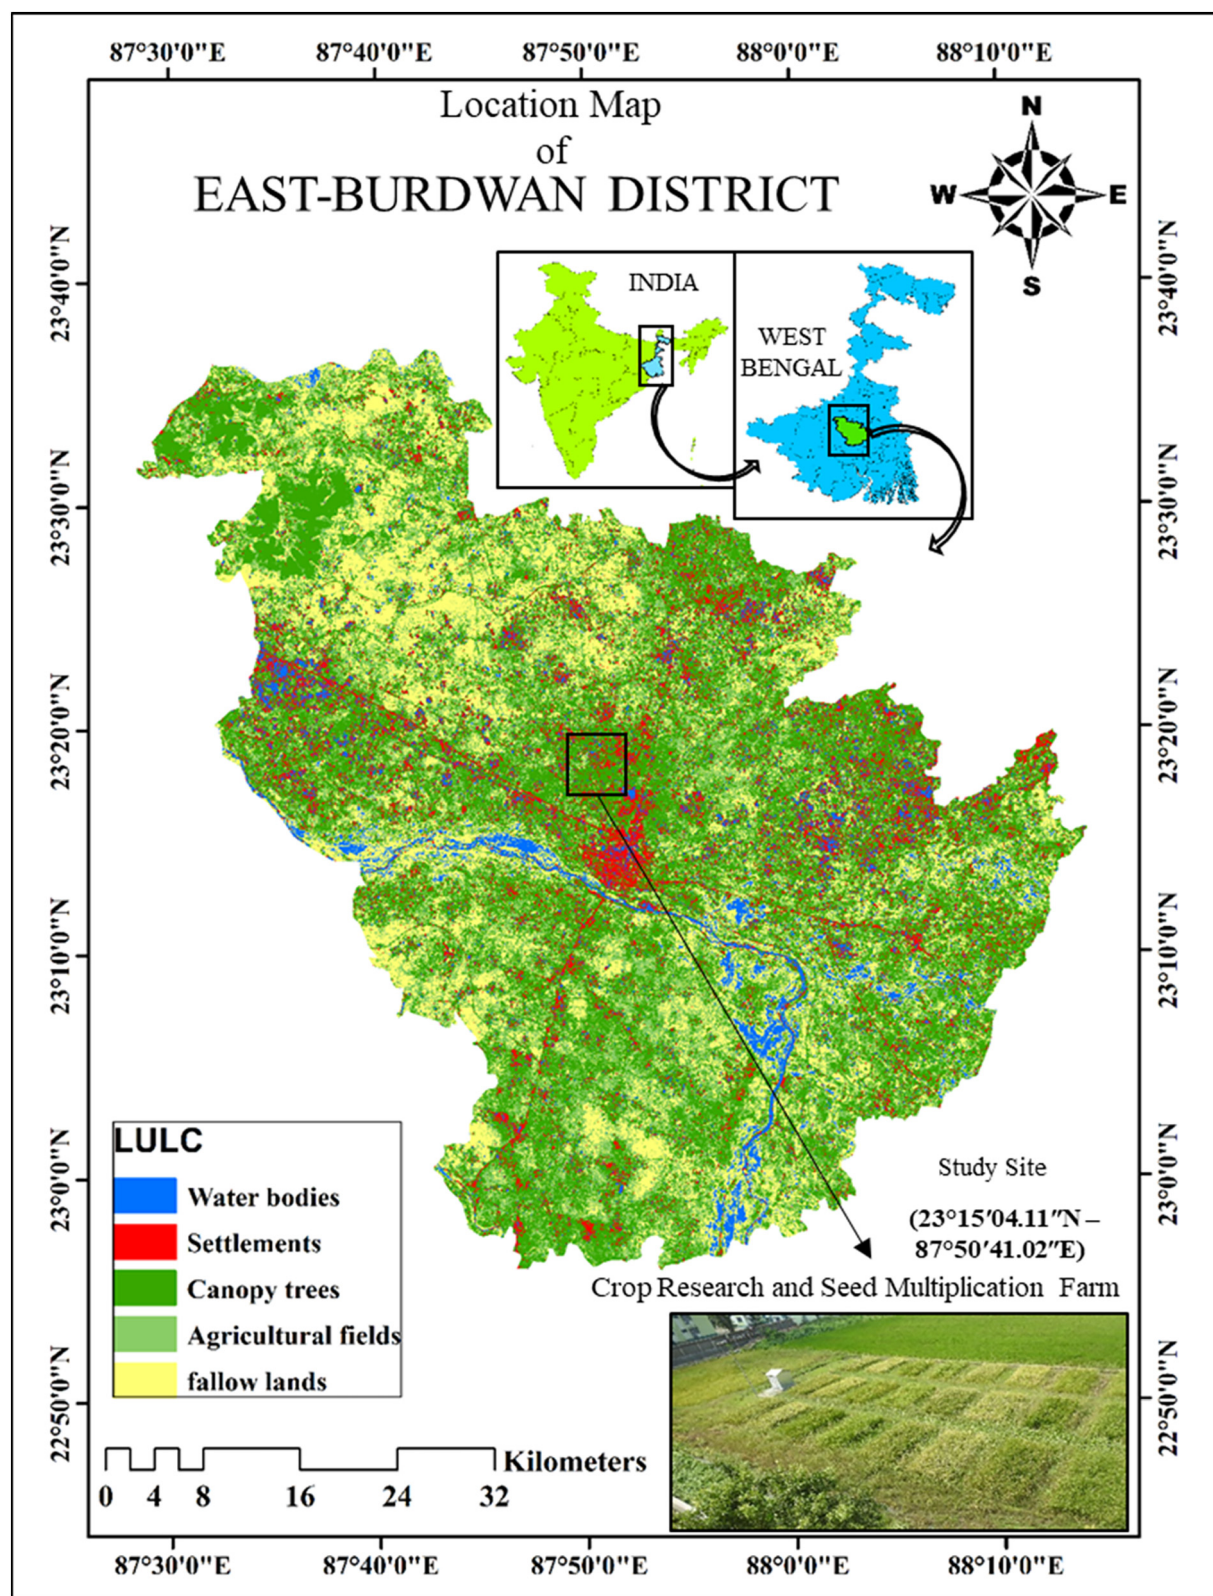 87°30'0"E 87°40'0"E 87°50'0"E 88°0'0"E 88°10'0"E
Location Map
of
EAST-BURDWAN DISTRICT
N
W E
S
INDIA
WEST
BENGAL
23°40'0"N
23°30'0"N
23°20'0"N
23°10'0"N
23°0'0"N
22°50'0"N
23°40'0"N
23°30'0"N
23°20'0"N
23°10'0"N
23°0'0"N
22°50'0"N
LULC
Water bodies
Settlements
Canopy trees
Agricultural fields
fallow lands
Study Site
(23°15′04.11″N –
87°50′41.02″E)
Crop Research and Seed Multiplication Farm
Kilometers
0 4 8 16 24 32
87°30'0"E 87°40'0"E 87°50'0"E 88°0'0"E 88°10'0"E